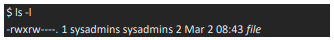 $ ls -l
-rwxrw----. 1 sysadmins sysadmins 2 Mar 2 08:43 file